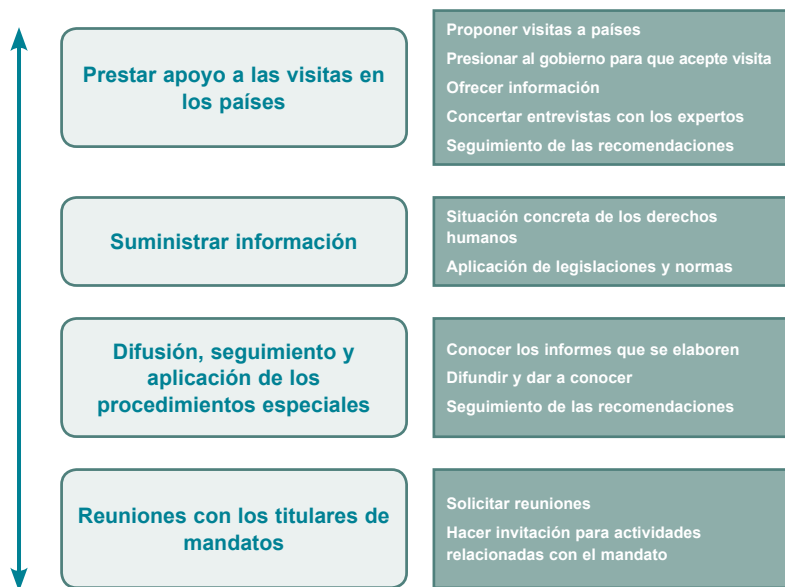 Prestar apoyo a las visitas en
los países
Proponer visitas a países
Presionar al gobierno para que acepte visita
Ofrecer información
Concertar entrevistas con los expertos
Seguimiento de las recomendaciones
Suministrar información
Situación concreta de los derechos
humanos
Aplicación de legislaciones y normas
Difusión, seguimiento y
aplicación de los
procedimientos especiales
Conocer los informes que se elaboren
Difundir y dar a conocer
Seguimiento de las recomendaciones
Reuniones con los titulares de
mandatos
Solicitar reuniones
Hacer invitación para actividades
relacionadas con el mandato